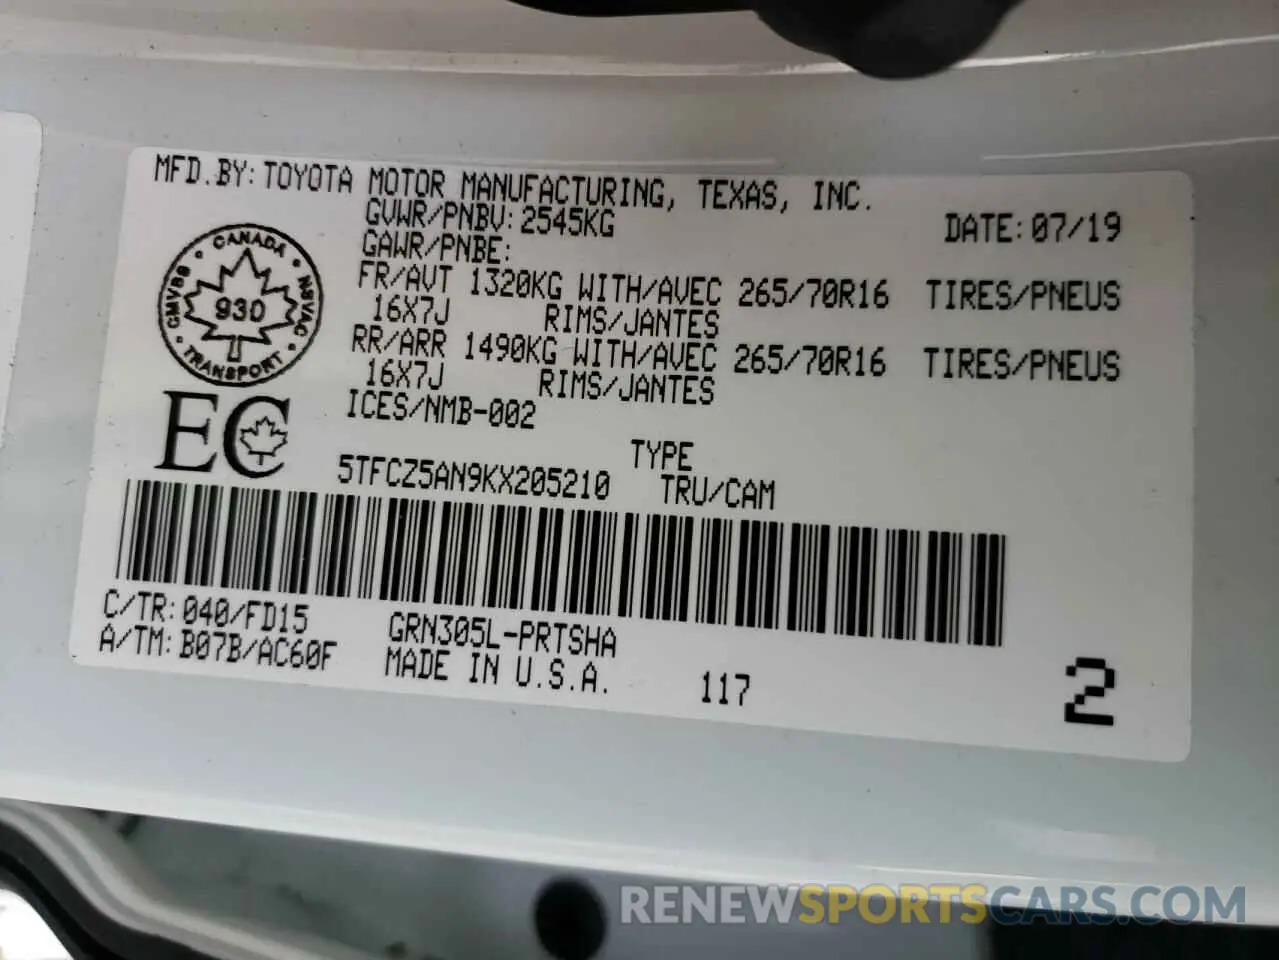 MFD.BY: TOYOTA MOTOR MANUFACTURING, TEXAS, INC.
GVWR/PNBV: 2545KG
DATE: 07/19
GAWR/PNBE:
FR/AVT 1320KG WITH/AVEC 265/70R16 TIRES/PNEUS
16X7J RIMS/JANTES
RR/ARR 1490KG WITH/AVEC 265/70R16 TIRES/PNEUS
16X7J RIMS/JANTES
ICES/NMB-002
CANADA
CMVSS NSVAC
930
TRANSPORT
EC
TYPE
5TFCZ5AN9KX205210 TRU/CAM
C/TR: 040/FD15
A/TM: B07B/AC60F
GRN305L-PRTSHA
MADE IN U.S.A.
117
2
RENEWSPORTSCARS.COM